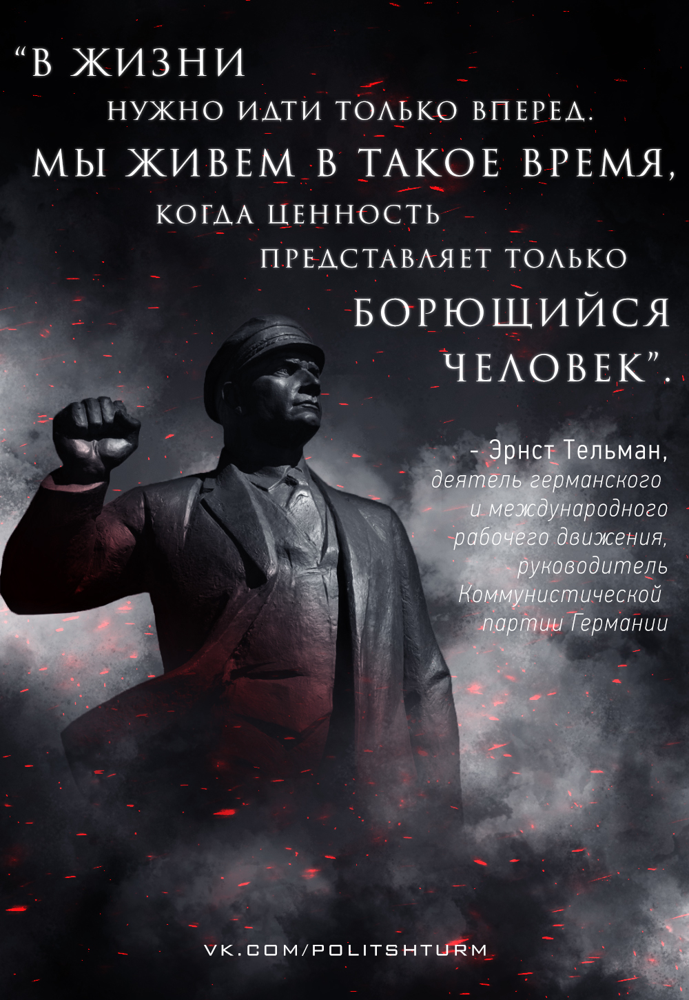 “В ЖИЗНИ
НУЖНО ИДТИ ТОЛЬКО ВПЕРЕД.
МЫ ЖИВЕМ В ТАКОЕ ВРЕМЯ,
КОГДА ЦЕННОСТЬ
ПРЕДСТАВЛЯЕТ ТОЛЬКО
БОРЮЩИЙСЯ
ЧЕЛОВЕК”.
- Эрнст Тельман,
деятель германского
и международного
рабочего движения,
руководитель
Коммунистической
партии Германии
VK.COM/POLITSHTURM